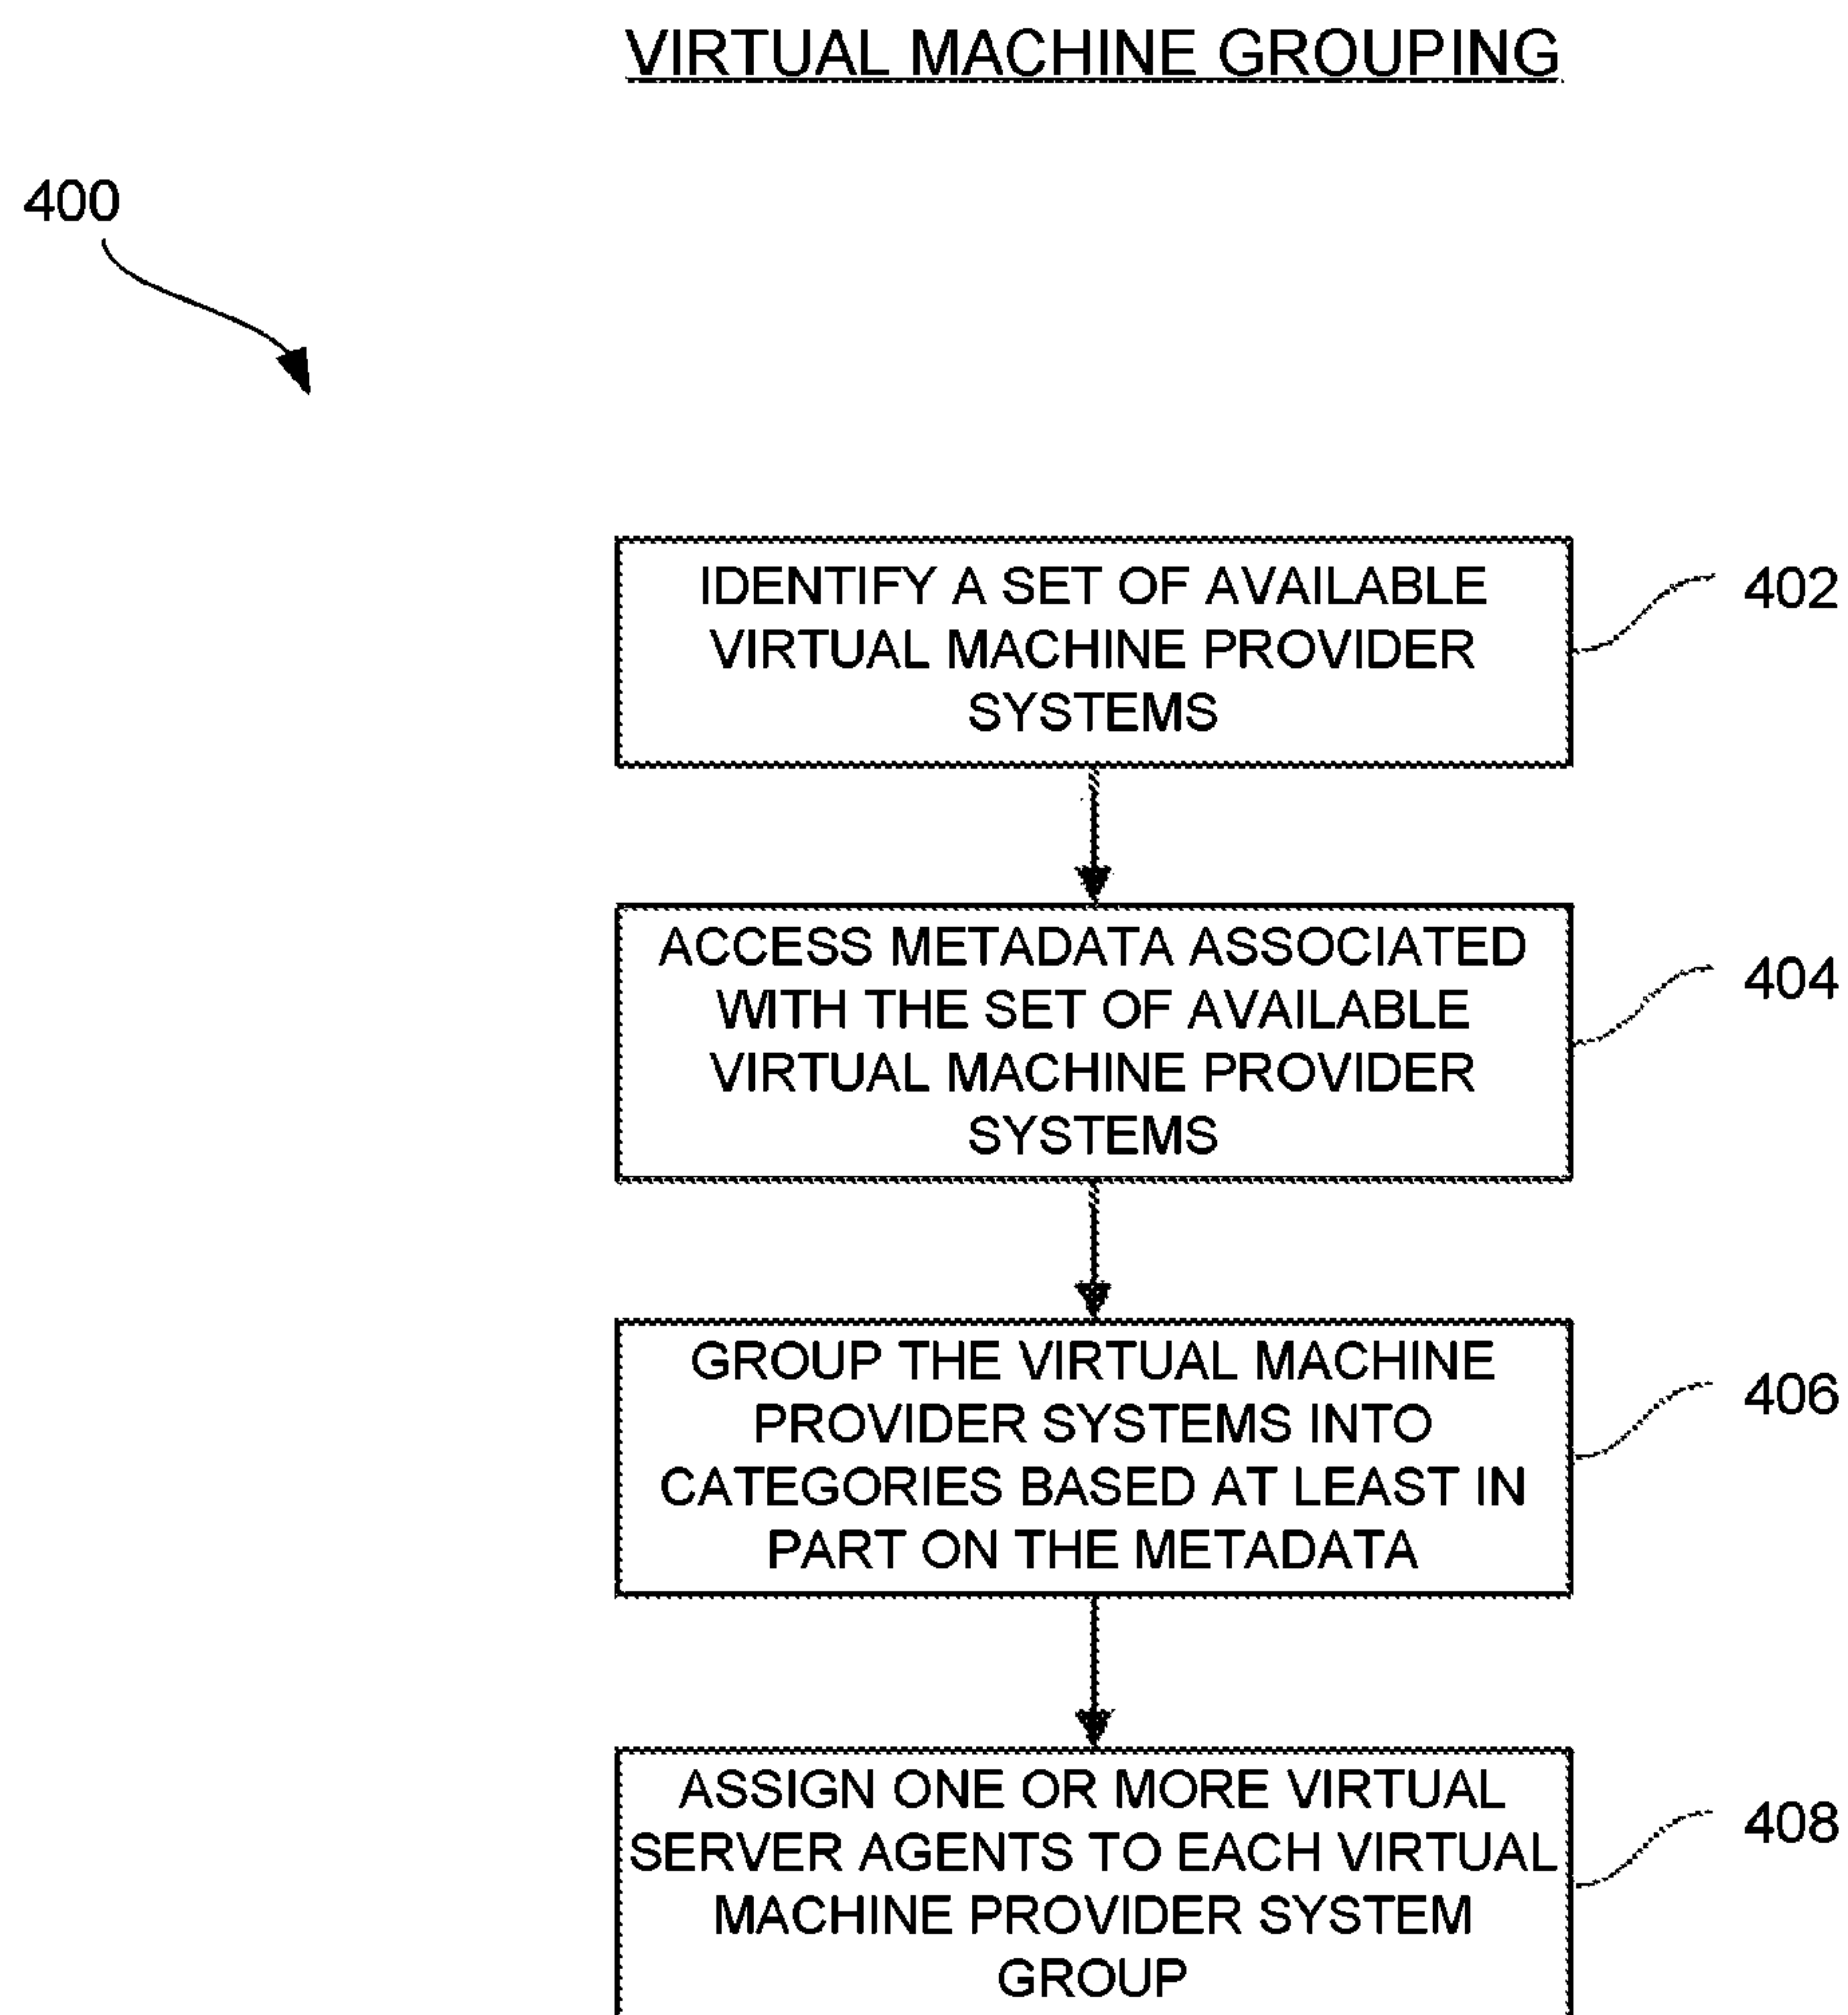 VIRTUAL MACHINE GROUPING
400
IDENTIFY A SET OF AVAILABLE
VIRTUAL MACHINE PROVIDER
SYSTEMS
402
ACCESS METADATA ASSOCIATED
WITH THE SET OF AVAILABLE
VIRTUAL MACHINE PROVIDER
SYSTEMS
404
GROUP THE VIRTUAL MACHINE
PROVIDER SYSTEMS INTO
CATEGORIES BASED AT LEAST IN
PART ON THE METADATA
406
ASSIGN ONE OR MORE VIRTUAL
SERVER AGENTS TO EACH VIRTUAL
MACHINE PROVIDER SYSTEM
GROUP
408